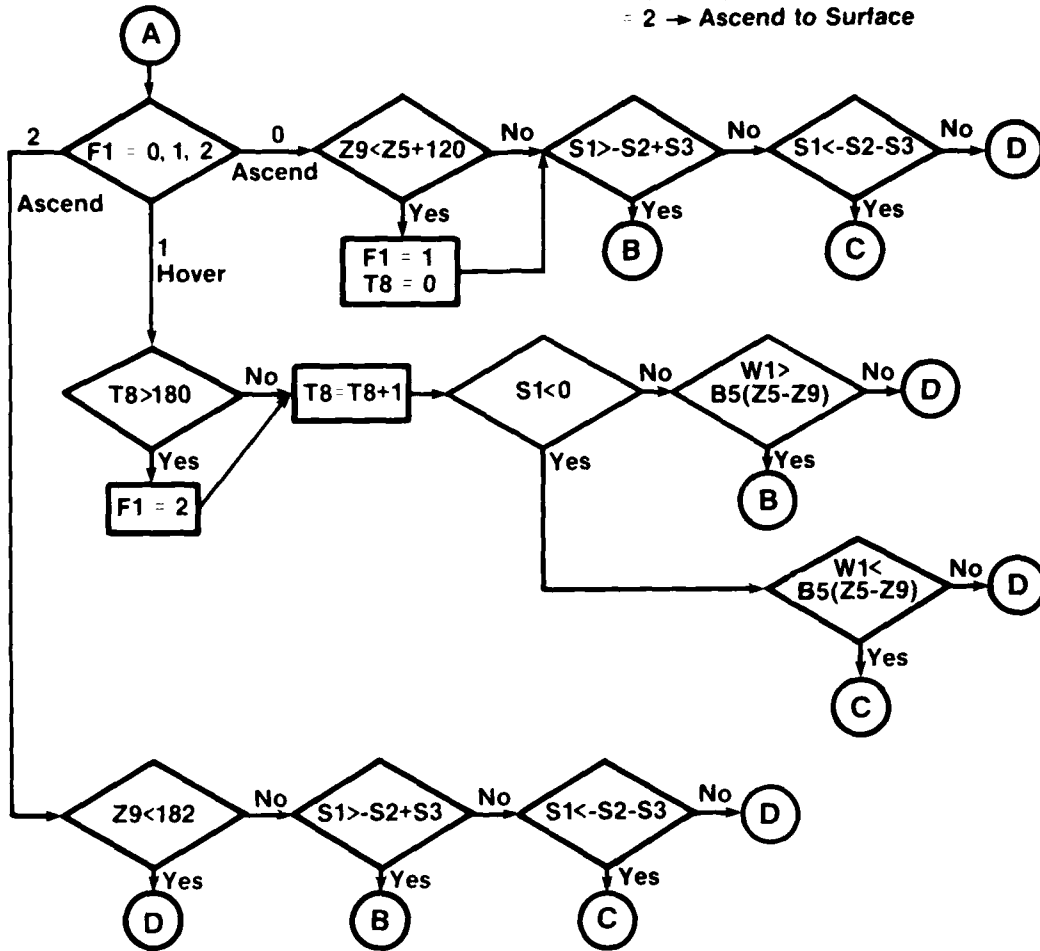 = 2 → Ascend to Surface
A
F1 = 0, 1, 2
2
Ascend
0
Ascend
1
Hover
Z9<Z5+120
No
Yes
F1 = 1
T8 = 0
S1>-S2+S3
No
Yes
B
S1<-S2-S3
No
D
Yes
C
T8>180
No
Yes
F1 = 2
T8=T8+1
S1<0
No
Yes
W1>
B5(Z5-Z9)
No
D
Yes
B
W1<
B5(Z5-Z9)
No
D
Yes
C
Z9<182
No
Yes
D
S1>-S2+S3
No
Yes
B
S1<-S2-S3
No
D
Yes
C